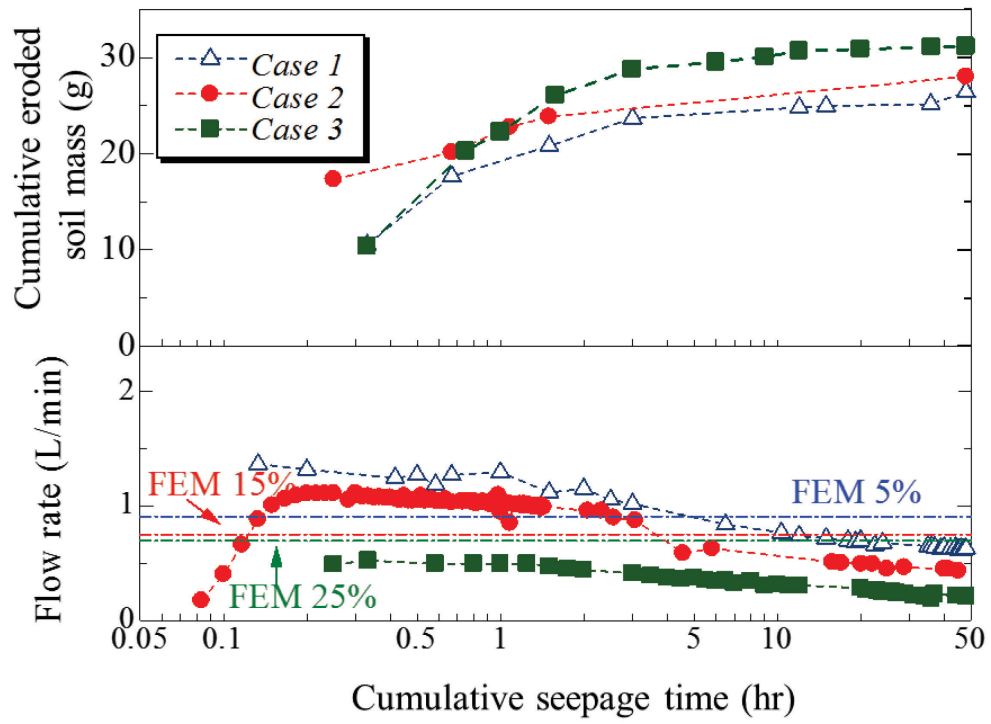 Cumulative eroded
soil mass (g)
30
20
10
0
Case 1
Case 2
Case 3
Flow rate (L/min)
2
1
0
FEM 15%
FEM 5%
FEM 25%
0.05 0.1 0.5 1 5 10 50
Cumulative seepage time (hr)